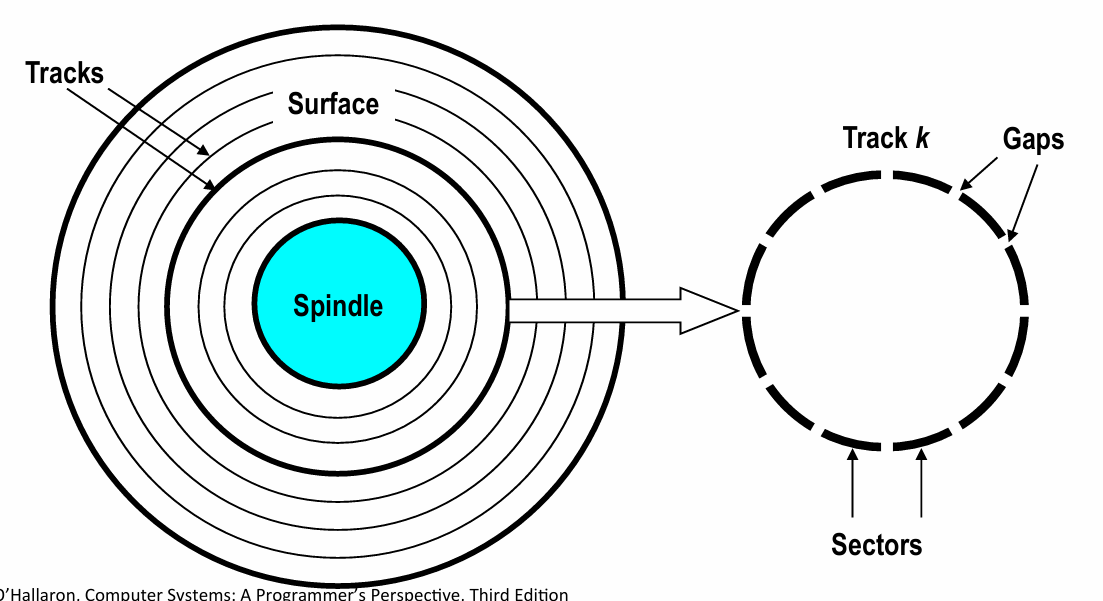 Tracks
Surface
Spindle
Track k
Gaps
Sectors
O'Hallaron, Computer Systems: A Programmer's Perspective, Third Edition